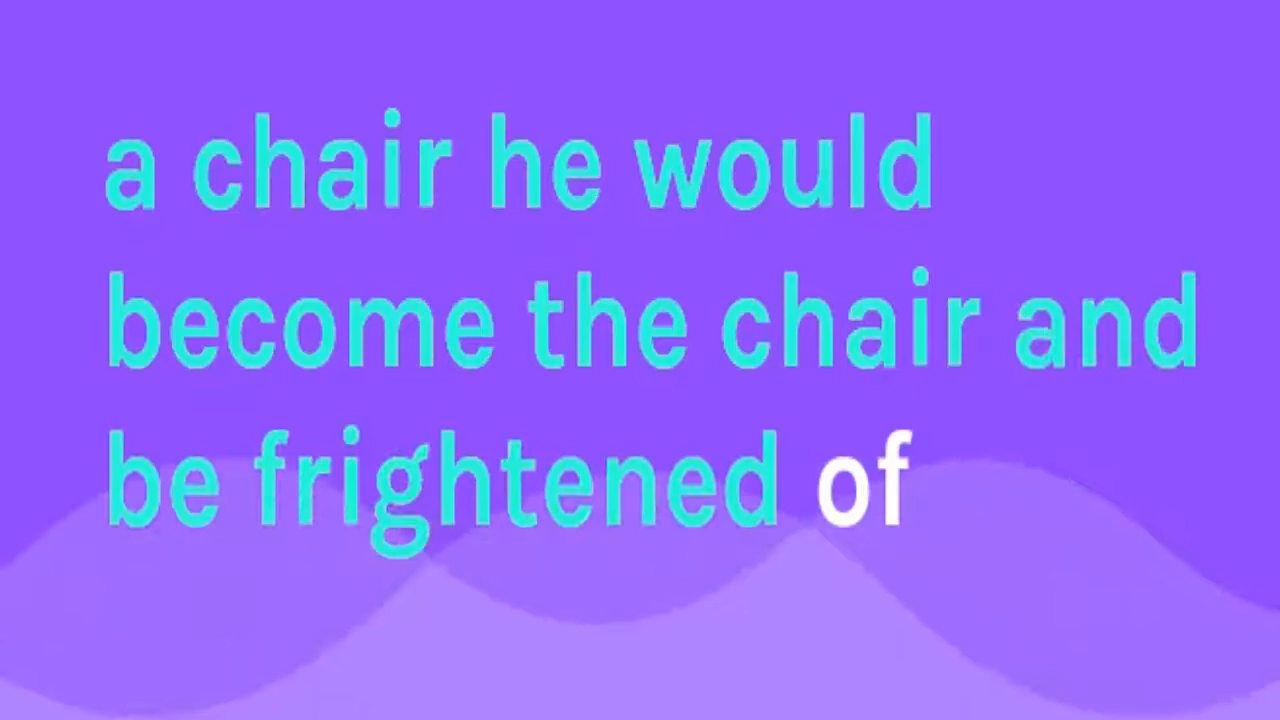 a chair he would
become the chair and
be frightened of